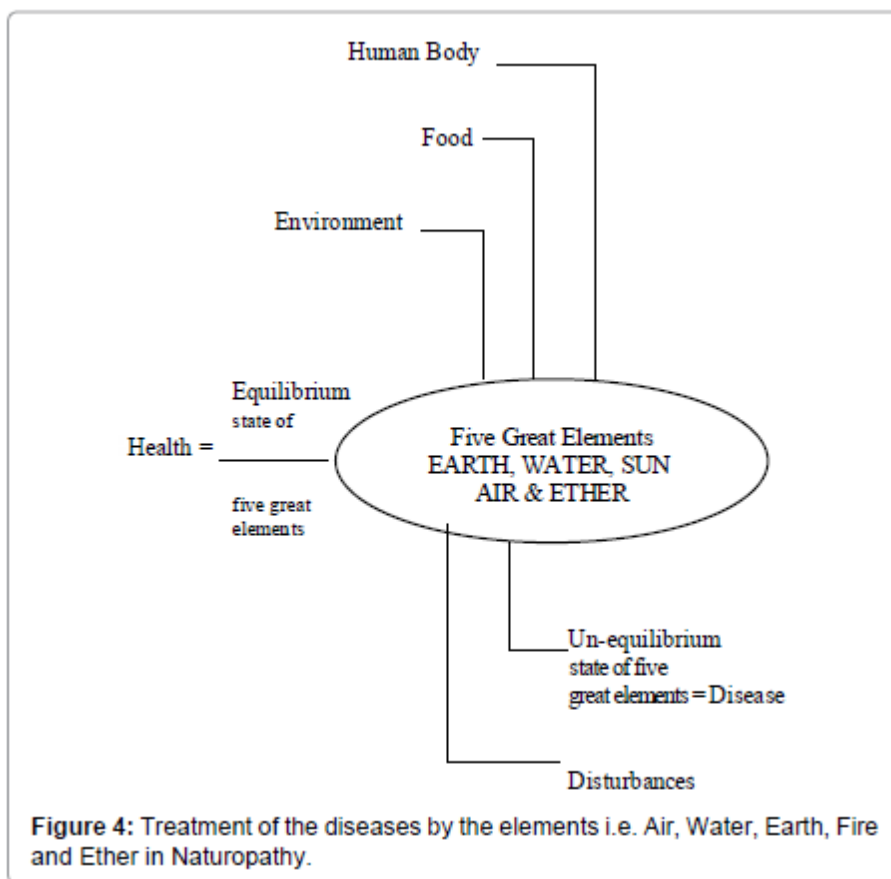 Human Body
Food
Environment
Equilibrium
state of
Health =
five great
elements
Five Great Elements
EARTH, WATER, SUN
AIR & ETHER
Un-equilibrium
state of five
great elements = Disease
Disturbances
Figure 4: Treatment of the diseases by the elements i.e. Air, Water, Earth, Fire
and Ether in Naturopathy.